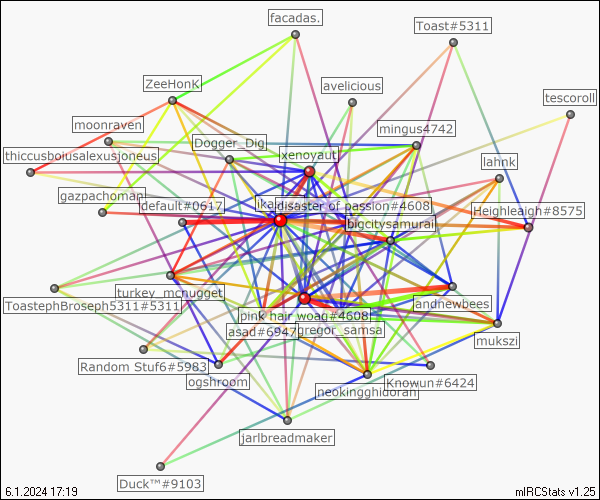 facadas.
Toast#5311
ZeeHonK
avelicious
tescoroll
moonraven
mingus4742
Dogger_Dig
thiccusboiusalexusjoneus
xenoyaut
lahnk
gazpachoman
default#0617
disaster of passion#4608
Heighleaigh#8575
bigcitysamurai
turkey_mcnugget
ToastephBroseph5311#5311
andnewbees
pink hair woag#4608
asad#6947
gregor_samsa
mukszi
Random Stuf6#5983
ogshroom
Knowun#6424
neokingghidorah
jarlbreadmaker
Duck™#9103
6.1.2024 17:19
mIRCStats v1.25